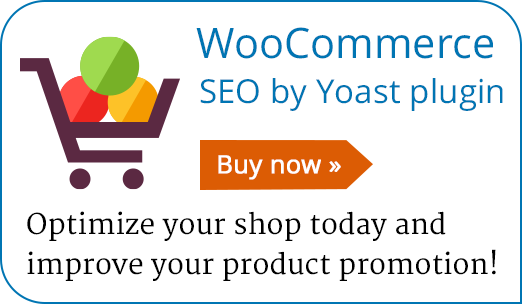 WooCommerce
SEO by Yoast plugin
Buy now »
Optimize your shop today and
improve your product promotion!